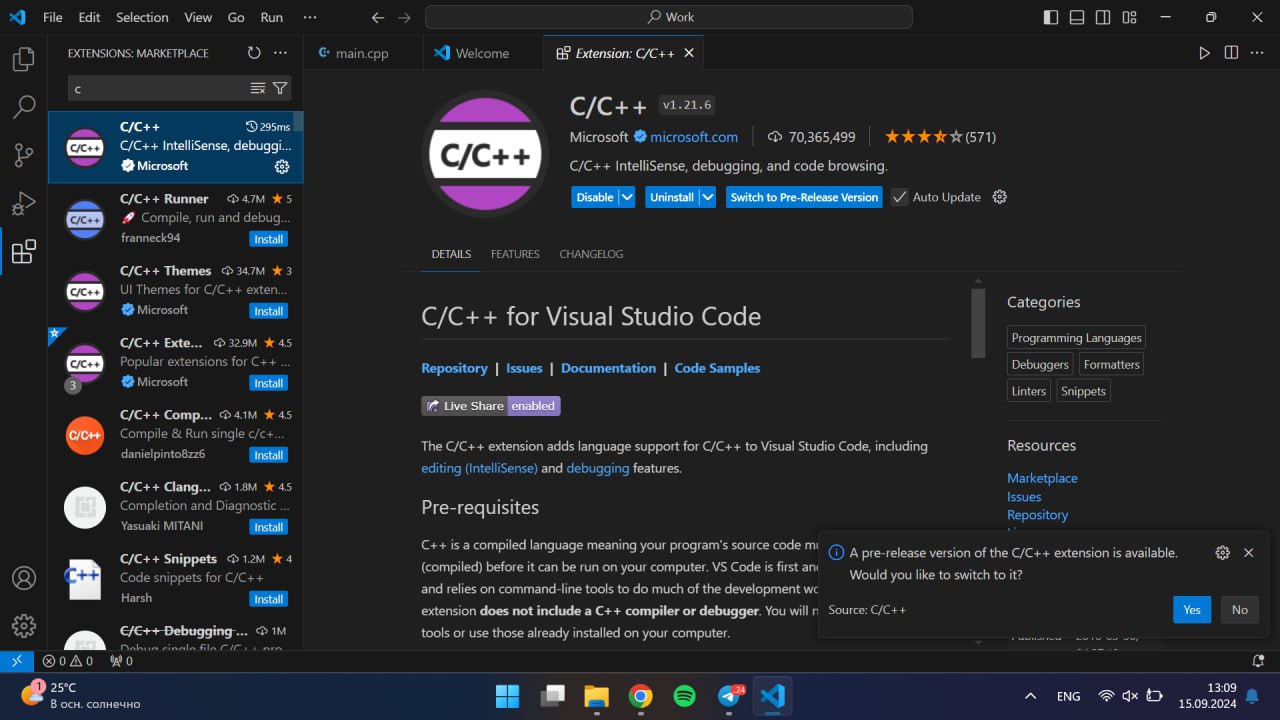 File Edit Selection View Go Run ···
Work
EXTENSIONS: MARKETPLACE
main.cpp
Welcome
Extension: C/C++
c
C/C++ 295ms
C/C++ IntelliSense, debuggi...
Microsoft
C/C++ Runner 4.7M ★ 5
🚀 Compile, run and debug...
franneck94 Install
C/C++ Themes 34.7M ★ 3
UI Themes for C/C++ exten...
Microsoft Install
C/C++ Exte... 32.9M ★ 4.5
Popular extensions for C++ ...
3
Microsoft Install
C/C++ Comp... 4.1M ★ 4.5
Compile & Run single c/c+...
danielpinto8zz6 Install
C/C++ Clang... 1.8M ★ 4.5
Completion and Diagnostic ...
Yasuaki MITANI Install
C/C++ Snippets 1.2M ★ 4
Code snippets for C/C++
Harsh Install
C/C++ Debugging ... 1M
Debug single file C/C++ pro...
C/C++
C/C++ v1.21.6
Microsoft microsoft.com 70,365,499 (571)
C/C++ IntelliSense, debugging, and code browsing.
Disable Uninstall Switch to Pre-Release Version Auto Update
DETAILS FEATURES CHANGELOG
C/C++ for Visual Studio Code
Repository | Issues | Documentation | Code Samples
Live Share enabled
The C/C++ extension adds language support for C/C++ to Visual Studio Code, including
editing (IntelliSense) and debugging features.
Pre-requisites
C++ is a compiled language meaning your program's source code
(compiled) before it can be run on your computer. VS Code is first
and relies on command-line tools to do much of the development
extension does not include a C++ compiler or debugger. You will
tools or use those already installed on your computer.
Categories
Programming Languages
Debuggers Formatters
Linters Snippets
Resources
Marketplace
Issues
Repository
A pre-release version of the C/C++ extension is available.
Would you like to switch to it?
Source: C/C++ Yes No
0 0 0
1
25°C
В осн. солнечно
24
ENG
13:09
15.09.2024